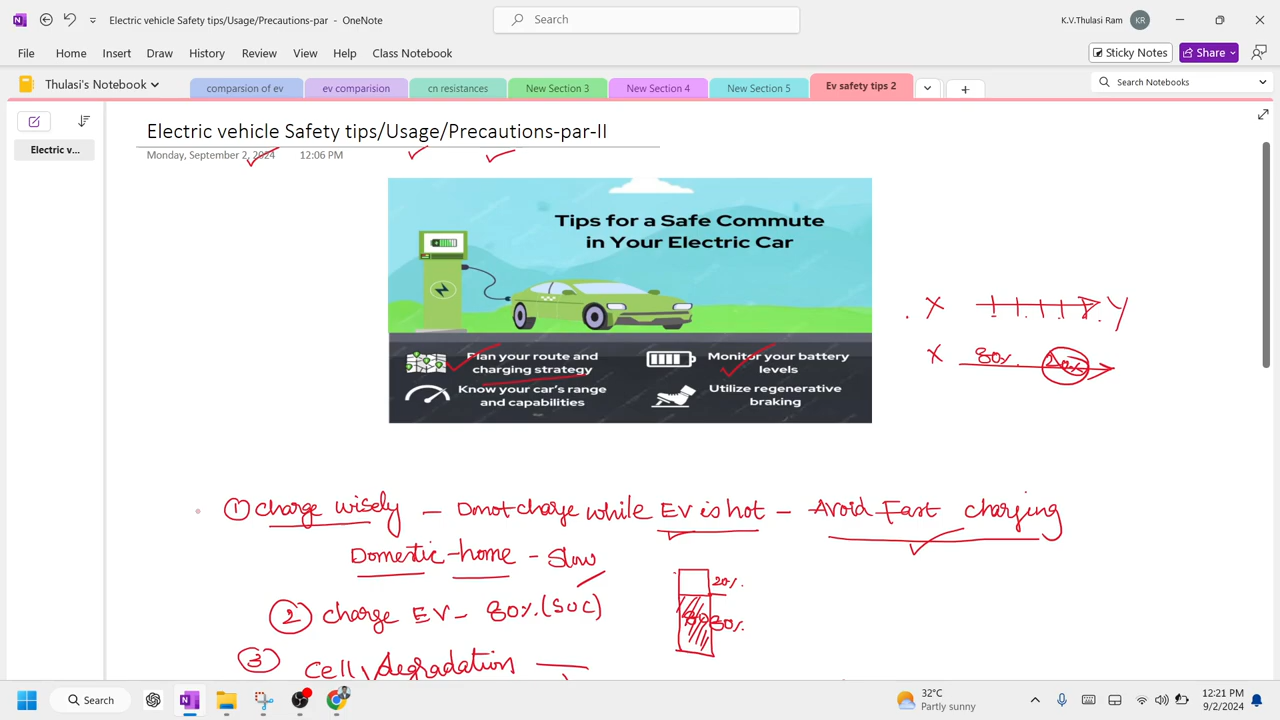 Electric vehicle Safety tips/Usage/Precautions-par - OneNote
Search
K.V.Thulasi Ram KR
File Home Insert Draw History Review View Help Class Notebook
Sticky Notes Share
Thulasi's Notebook
comparsion of ev ev comparision cn resistances New Section 3 New Section 4 New Section 5 Ev safety tips 2
Search Notebooks
Electric v...
Electric vehicle Safety tips/Usage/Precautions-par-II
Monday, September 2, 2024 12:06 PM
Tips for a Safe Commute
in Your Electric Car
Plan your route and
charging strategy
Monitor your battery
levels
Know your car's range
and capabilities
Utilize regenerative
braking
X Y
X 80% 20%
① charge wisely - Donot charge while EV is hot - Avoid Fast charging
Domestic-home - Slow
20%
② charge EV - 80% (SOC)
80 80%
③ cell degradation
Search
32°C
Partly sunny
12:21 PM
9/2/2024